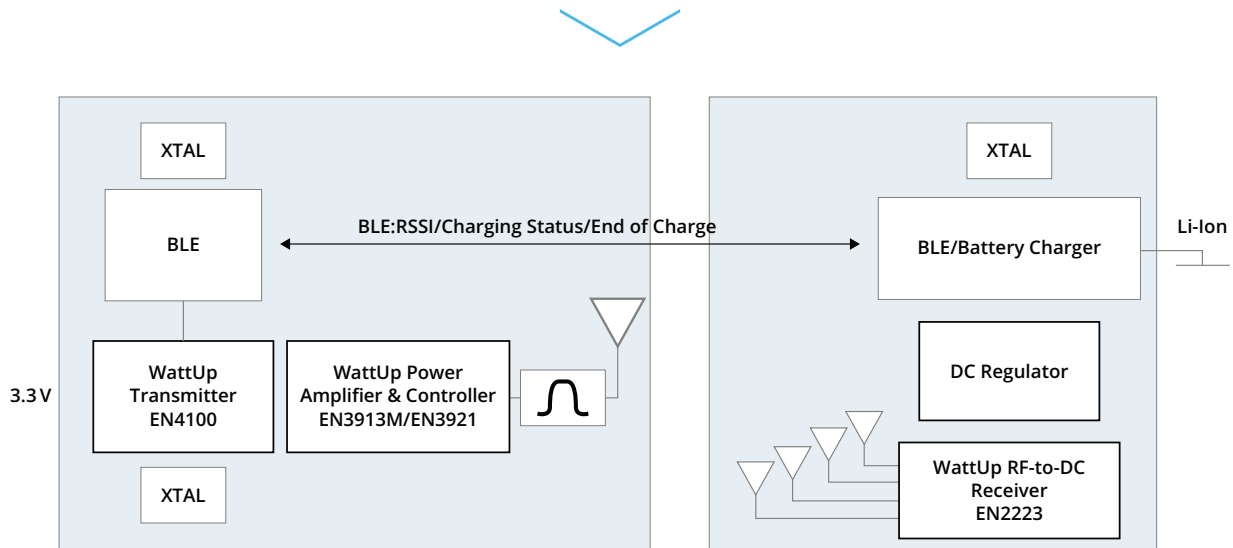 XTAL
BLE
BLE:RSSI/Charging Status/End of Charge
3.3 V
WattUp
Transmitter
EN4100
WattUp Power
Amplifier & Controller
EN3913M/EN3921
XTAL
XTAL
BLE/Battery Charger
Li-Ion
DC Regulator
WattUp RF-to-DC
Receiver
EN2223